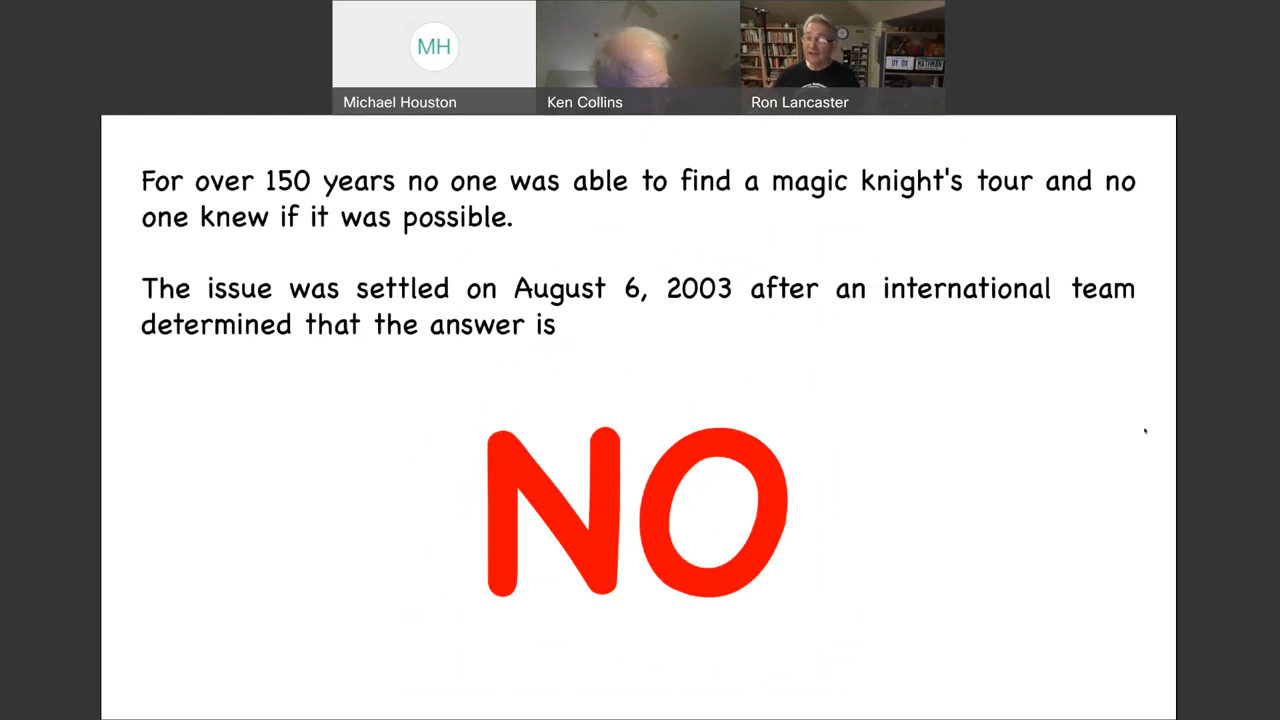 MH
Michael Houston
Ken Collins
Ron Lancaster
For over 150 years no one was able to find a magic knight's tour and no
one knew if it was possible.
The issue was settled on August 6, 2003 after an international team
determined that the answer is
NO